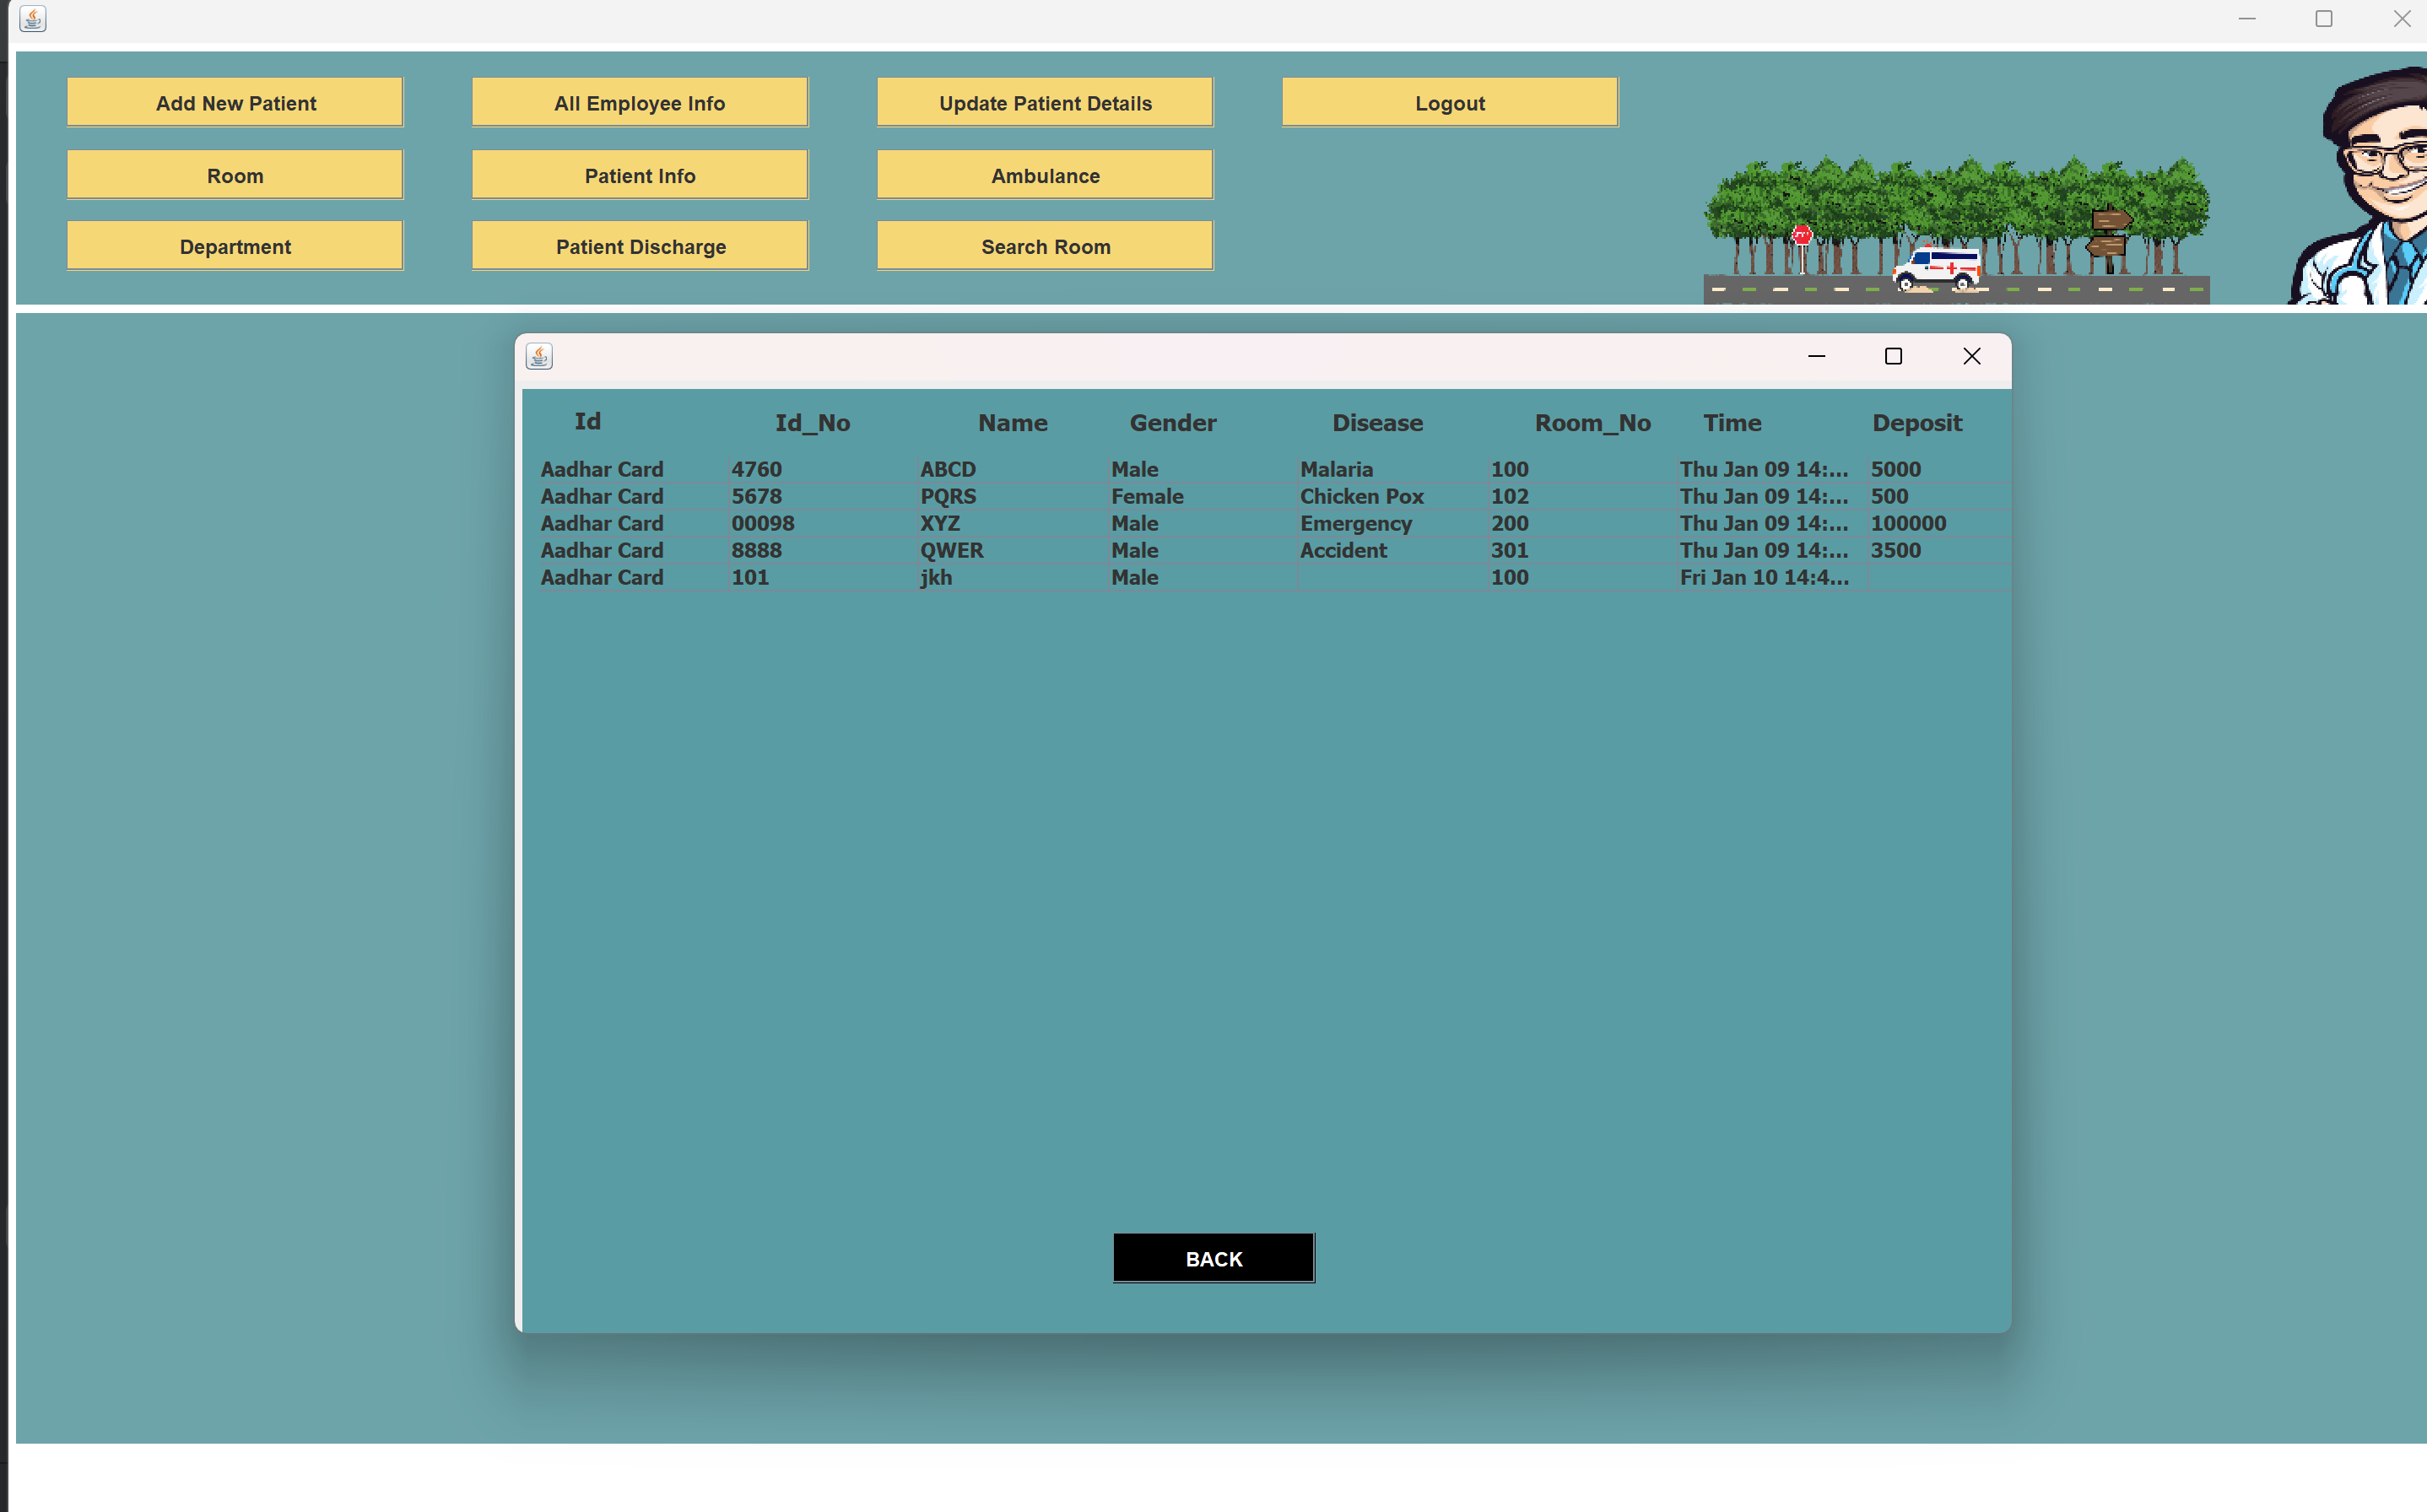 Add New Patient All Employee Info Update Patient Details Logout
Room Patient Info Ambulance
Department Patient Discharge Search Room
Id Id_No Name Gender Disease Room_No Time Deposit
Aadhar Card 4760 ABCD Male Malaria 100 Thu Jan 09 14:... 5000
Aadhar Card 5678 PQRS Female Chicken Pox 102 Thu Jan 09 14:... 500
Aadhar Card 00098 XYZ Male Emergency 200 Thu Jan 09 14:... 100000
Aadhar Card 8888 QWER Male Accident 301 Thu Jan 09 14:... 3500
Aadhar Card 101 jkh Male 100 Fri Jan 10 14:4...
BACK